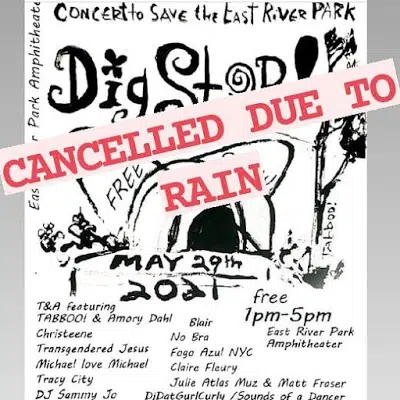 CONCERT to SAVE the EAST RIVER PARK
East River Park Amphitheater
Dig Stop!
CANCELLED DUE TO
RAIN
FREE
TABBOO!
MAY 29th
2021
free
1pm-5pm
East River Park
Amphitheater
T&A featuring
TABBOO! & Amory Dahl
Christeene
Transgendered Jesus
Michael love Michael
Tracy City
DJ Sammy Jo
Blair
No Bra
Fogo Azul NYC
Claire Fleury
Julie Atlas Muz & Matt Fraser
DjDatGurlCurly /Sounds of a Dancer